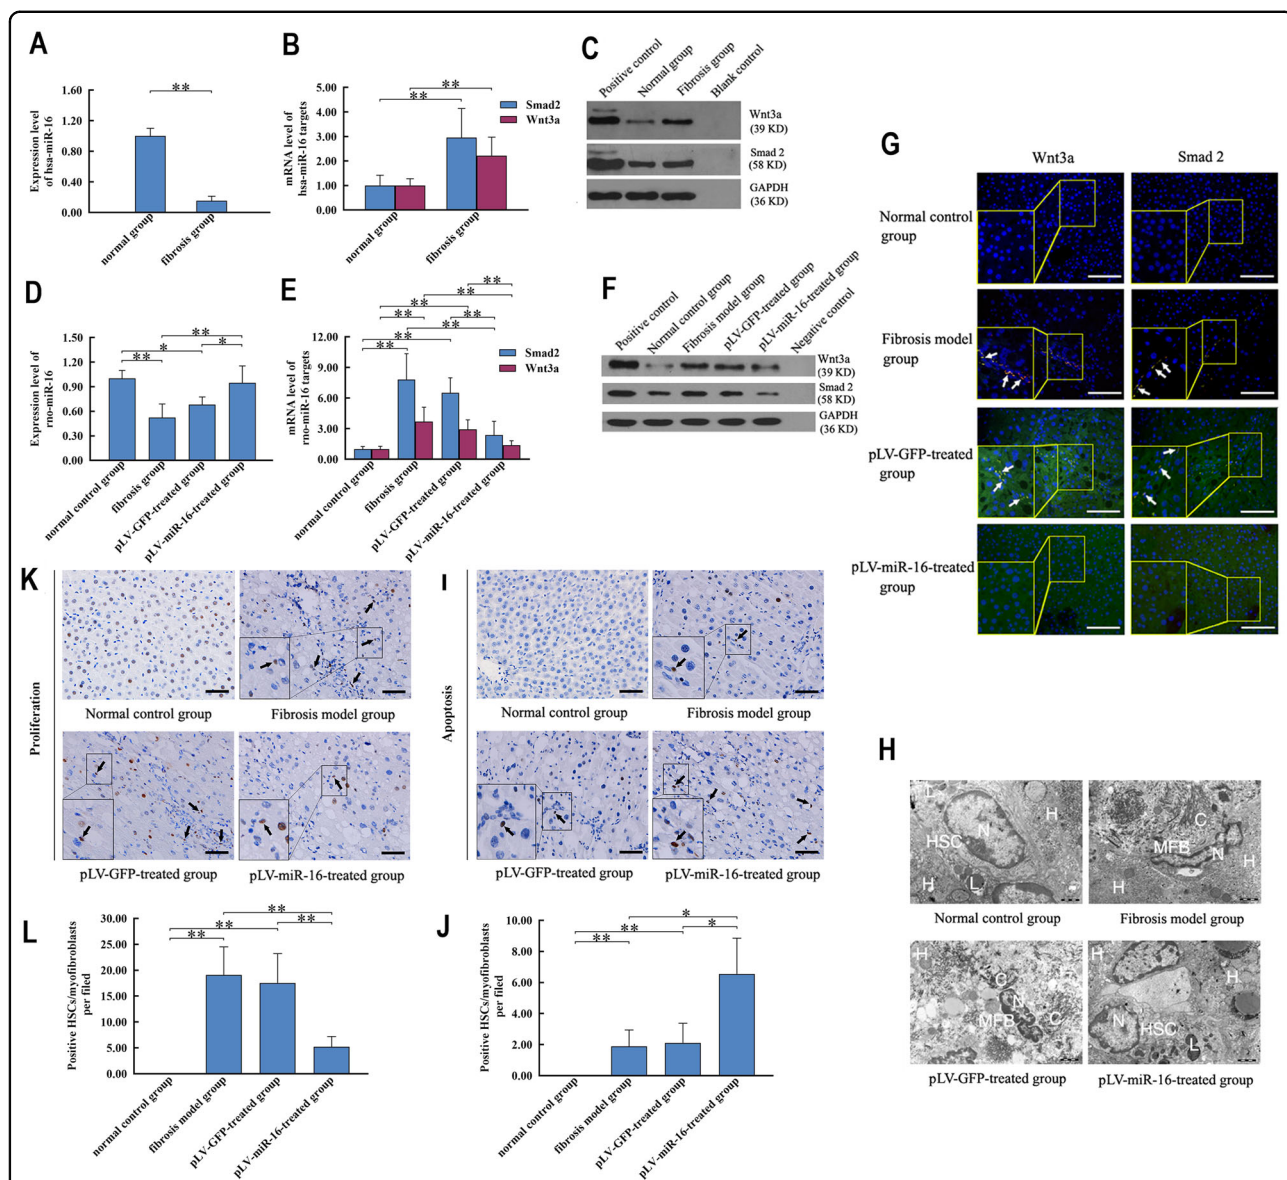 A
Expression level
of hsa-miR-16
1.60
1.20
0.80
0.40
0.00
**
normal group
fibrosis group
B
mRNA level of
hsa-miR-16 targets
5.00
4.00
3.00
2.00
1.00
0.00
**
**
Smad2
Wnt3a
normal group
fibrosis group
C
Positive control
Normal group
Fibrosis group
Blank control
Wnt3a
(39 KD)
Smad 2
(58 KD)
GAPDH
(36 KD)
D
Expression level of
rno-miR-16
1.50
1.20
0.90
0.60
0.30
0.00
**
**
*
*
**
normal control group
fibrosis group
pLV-GFP-treated group
pLV-miR-16-treated group
E
mRNA level of
rno-miR-16 targets
12.00
9.00
6.00
3.00
0.00
**
**
**
**
**
**
**
**
Smad2
Wnt3a
normal control group
fibrosis group
pLV-GFP-treated group
pLV-miR-16-treated group
F
Positive control
Normal control group
Fibrosis model group
pLV-GFP-treated group
pLV-miR-16-treated group
Negative control
Wnt3a
(39 KD)
Smad 2
(58 KD)
GAPDH
(36 KD)
G
Wnt3a
Smad 2
Normal control
group
Fibrosis model
group
pLV-GFP-treated
group
pLV-miR-16-treated
group
K
Proliferation
Normal control group
Fibrosis model group
pLV-GFP-treated group
pLV-miR-16-treated group
I
Apoptosis
Normal control group
Fibrosis model group
pLV-GFP-treated group
pLV-miR-16-treated group
H
L
H
N
HSC
H
L
Normal control group
C
MFB
N
H
H
Fibrosis model group
H
C
N
MFB
C
pLV-GFP-treated group
H
H
N
HSC
L
pLV-miR-16-treated group
L
Positive HSCs/myofibroblasts
per filed
30.00
25.00
20.00
15.00
10.00
5.00
0.00
**
**
**
**
normal control group
fibrosis model group
pLV-GFP-treated group
pLV-miR-16-treated group
J
Positive HSCs/myofibroblasts
per filed
10.00
8.00
6.00
4.00
2.00
0.00
*
*
**
**
normal control group
fibrosis model group
pLV-GFP-treated group
pLV-miR-16-treated group